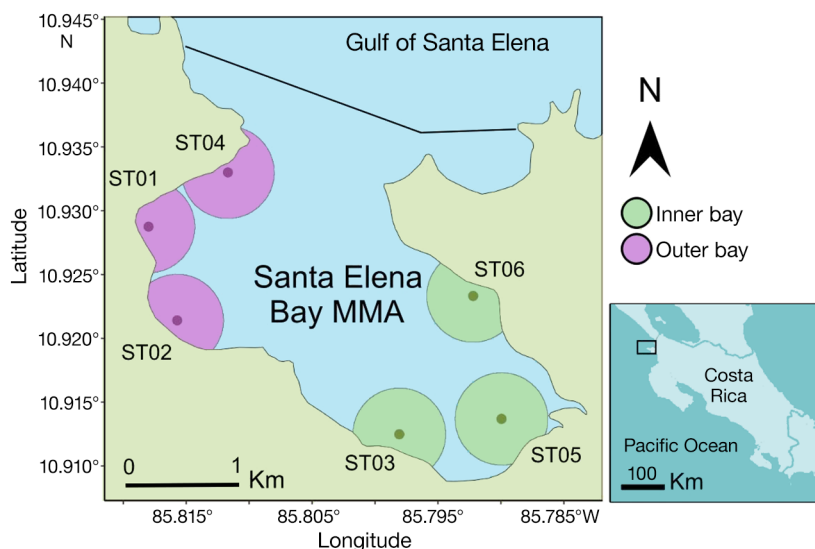 10.945°
N
10.940°
10.935°
10.930°
10.925°
10.920°
10.915°
10.910°
Latitude
Gulf of Santa Elena
ST04
ST01
ST02
Santa Elena
Bay MMA
ST06
ST03
ST05
0 1 Km
85.815° 85.805° 85.795° 85.785°W
Longitude
N
Inner bay
Outer bay
Costa
Rica
Pacific Ocean
100 Km